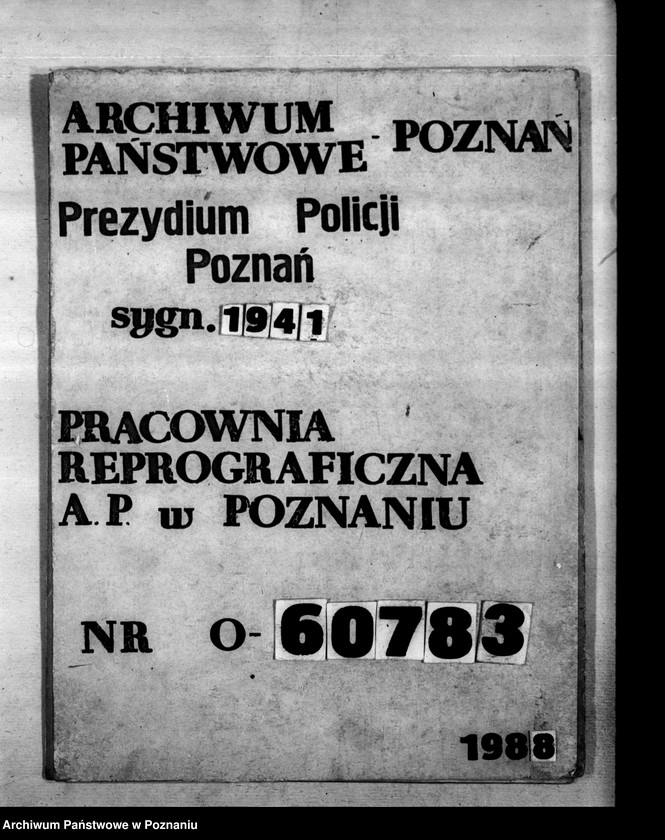 ARCHIWUM
PAŃSTWOWE - POZNAŃ
Prezydium Policji
Poznań
sygn. 1941
PRACOWNIA
REPROGRAFICZNA
A. P. w POZNANIU
NR O-60783
1988
Archiwum Państwowe w Poznaniu